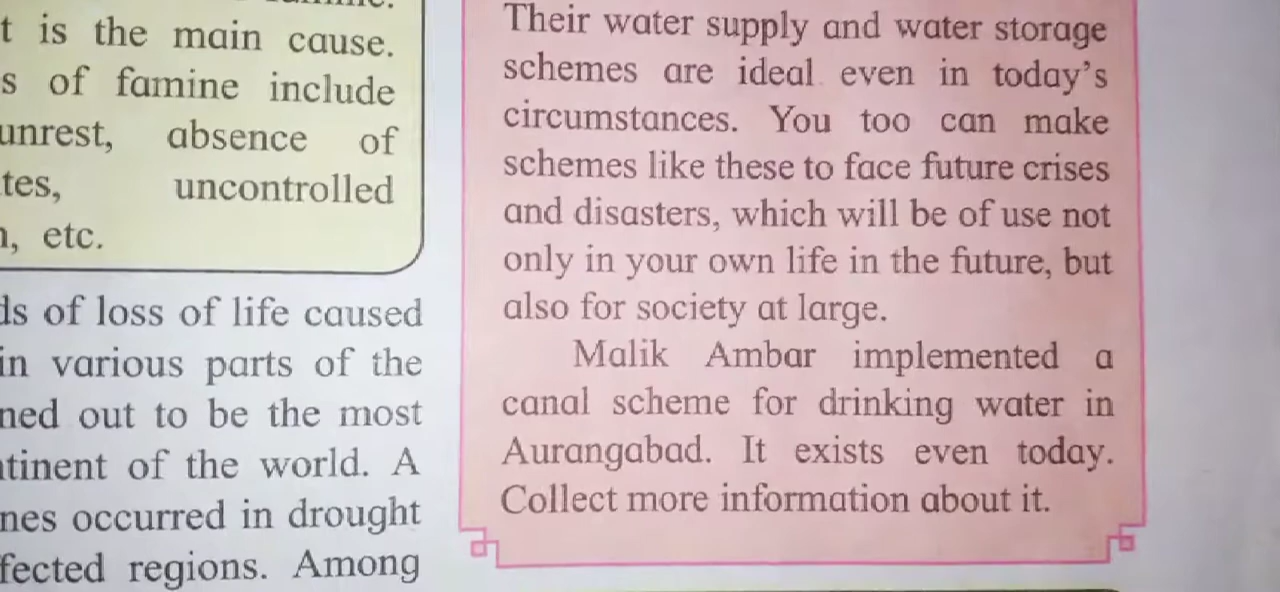 t is the main cause.
s of famine include
unrest, absence of
tes, uncontrolled
, etc.
ds of loss of life caused
in various parts of the
ned out to be the most
tinent of the world. A
nes occurred in drought
fected regions. Among
Their water supply and water storage
schemes are ideal even in today's
circumstances. You too can make
schemes like these to face future crises
and disasters, which will be of use not
only in your own life in the future, but
also for society at large.
Malik Ambar implemented a
canal scheme for drinking water in
Aurangabad. It exists even today.
Collect more information about it.